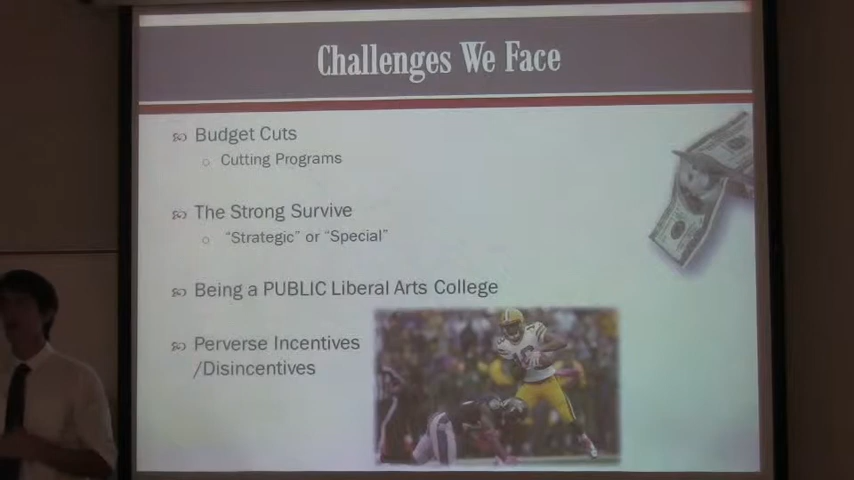 Challenges We Face
Budget Cuts
Cutting Programs
The Strong Survive
“Strategic” or “Special”
Being a PUBLIC Liberal Arts College
Perverse Incentives
/Disincentives